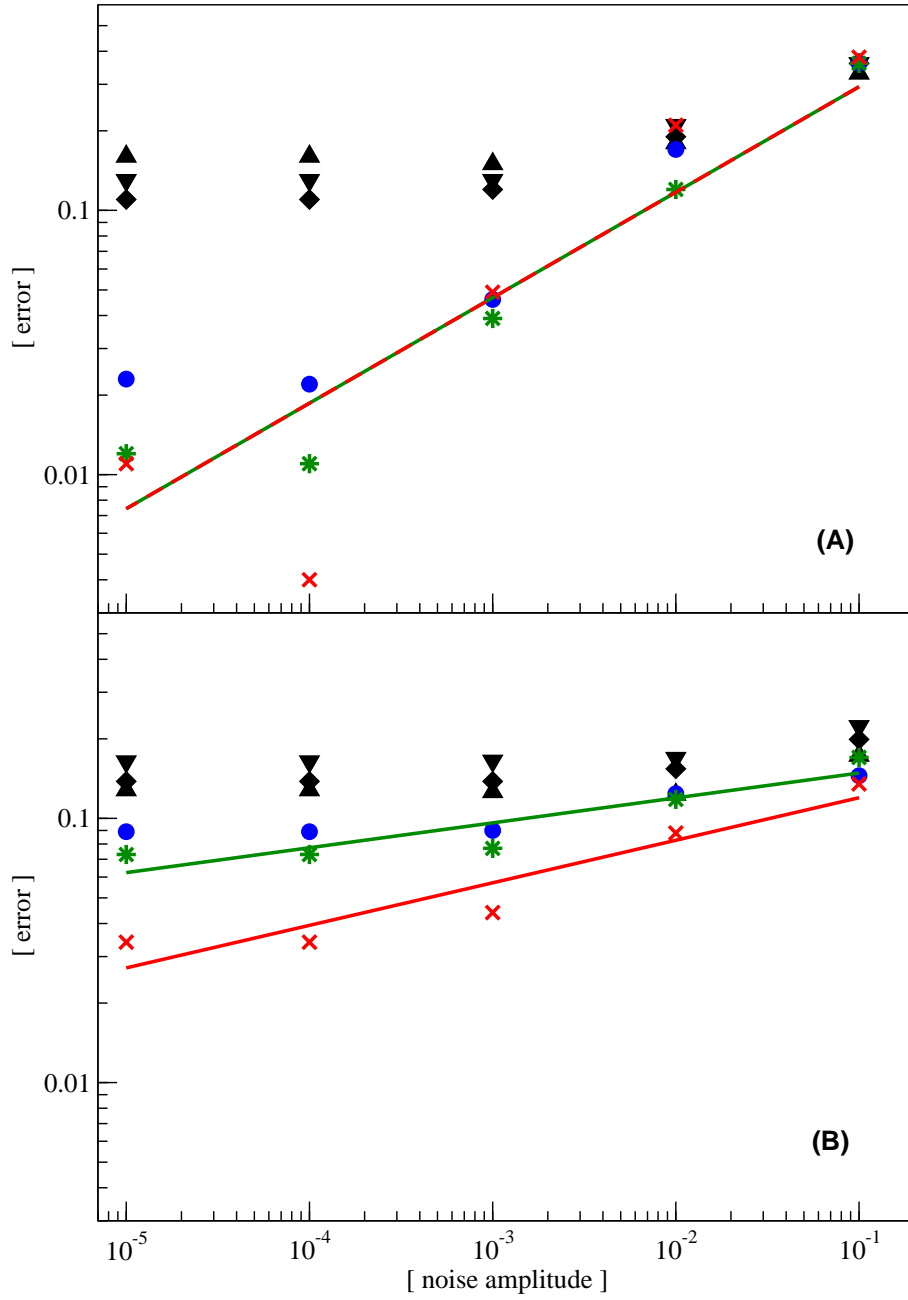 0.1
[ error ]
0.01
(A)
0.1
[ error ]
0.01
(B)
10^-5 10^-4 10^-3 10^-2 10^-1
[ noise amplitude ]